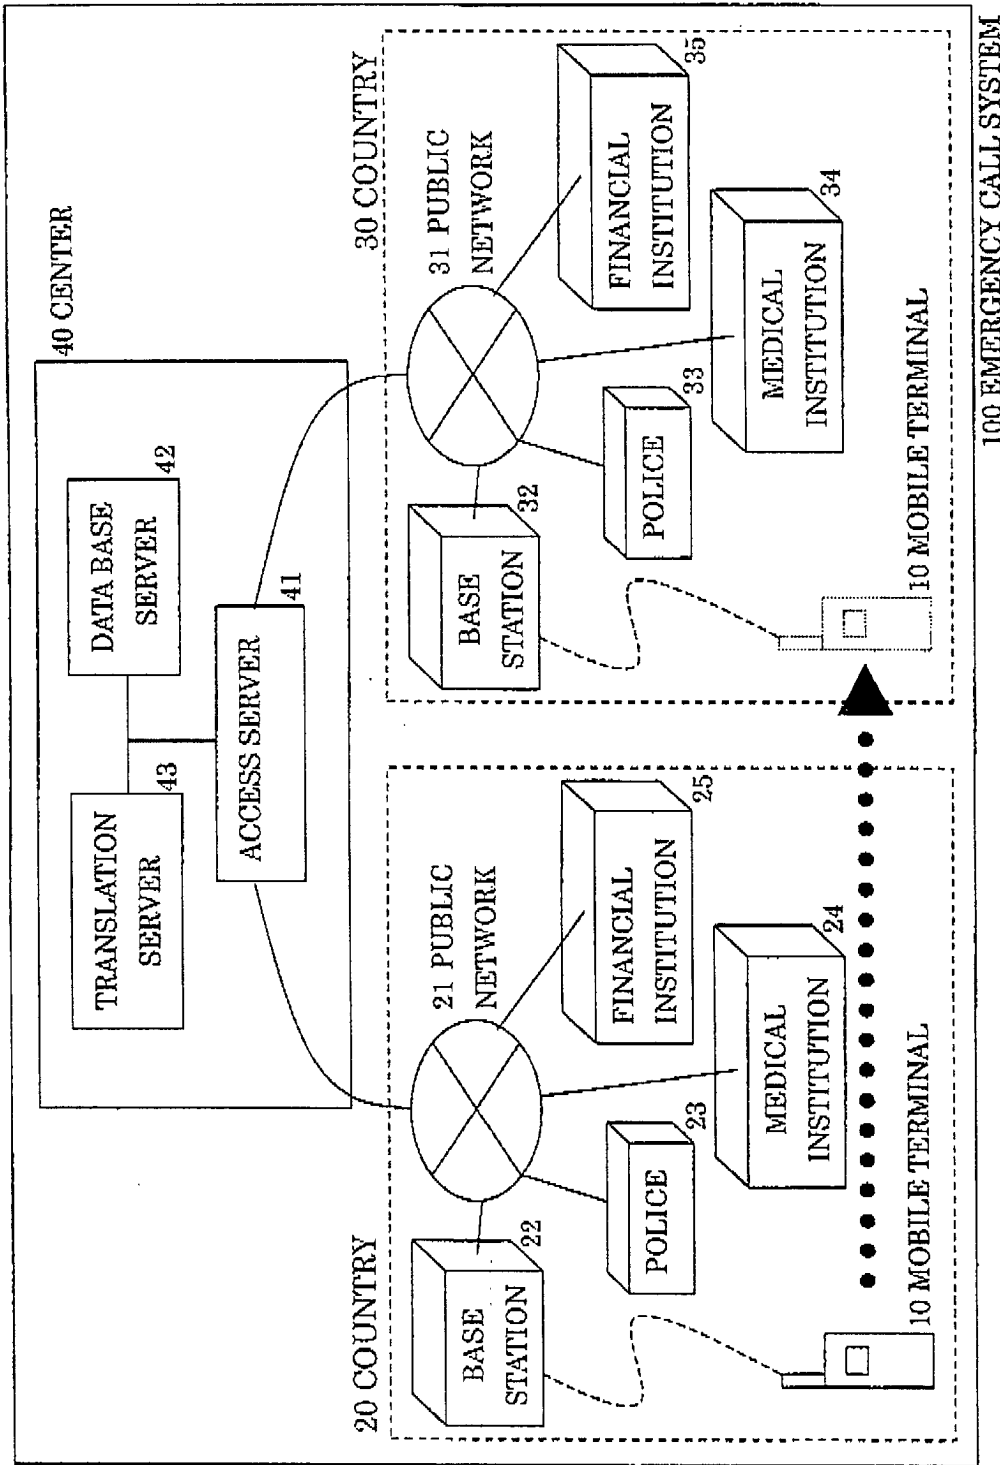 40 CENTER
TRANSLATION
SERVER
43
DATA BASE
SERVER
42
ACCESS SERVER
41
20 COUNTRY
21 PUBLIC
NETWORK
BASE
STATION
22
POLICE
23
MEDICAL
INSTITUTION
24
FINANCIAL
INSTITUTION
25
10 MOBILE TERMINAL
30 COUNTRY
31 PUBLIC
NETWORK
BASE
STATION
32
POLICE
33
MEDICAL
INSTITUTION
34
FINANCIAL
INSTITUTION
35
10 MOBILE TERMINAL
100 EMERGENCY CALL SYSTEM